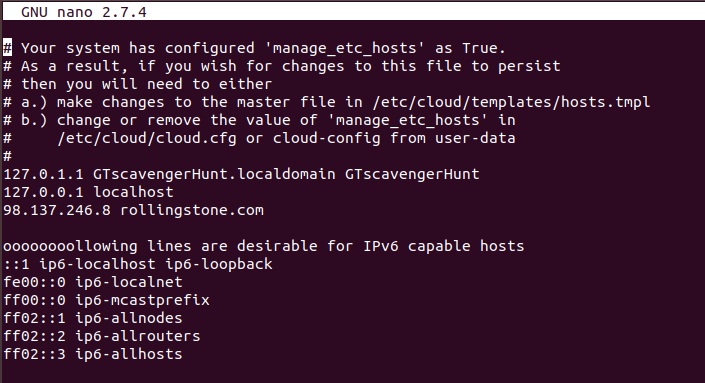 GNU nano 2.7.4
# Your system has configured 'manage_etc_hosts' as True.
# As a result, if you wish for changes to this file to persist
# then you will need to either
# a.) make changes to the master file in /etc/cloud/templates/hosts.tmpl
# b.) change or remove the value of 'manage_etc_hosts' in
#     /etc/cloud/cloud.cfg or cloud-config from user-data
#
127.0.1.1 GTscavengerHunt.localdomain GTscavengerHunt
127.0.0.1 localhost
98.137.246.8 rollingstone.com
oooooooollowing lines are desirable for IPv6 capable hosts
::1 ip6-localhost ip6-loopback
fe00::0 ip6-localnet
ff00::0 ip6-mcastprefix
ff02::1 ip6-allnodes
ff02::2 ip6-allrouters
ff02::3 ip6-allhosts